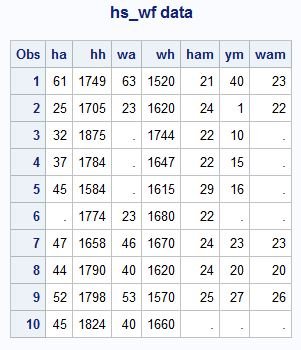 hs_wf data
Obs ha hh wa wh ham ym wam
1 61 1749 63 1520 21 40 23
2 25 1705 23 1620 24 1 22
3 32 1875 . 1744 22 10 .
4 37 1784 . 1647 22 15 .
5 45 1584 . 1615 29 16 .
6 . 1774 23 1680 22 . .
7 47 1658 46 1670 24 23 23
8 44 1790 40 1620 24 20 20
9 52 1798 53 1570 25 27 26
10 45 1824 40 1660 . . .